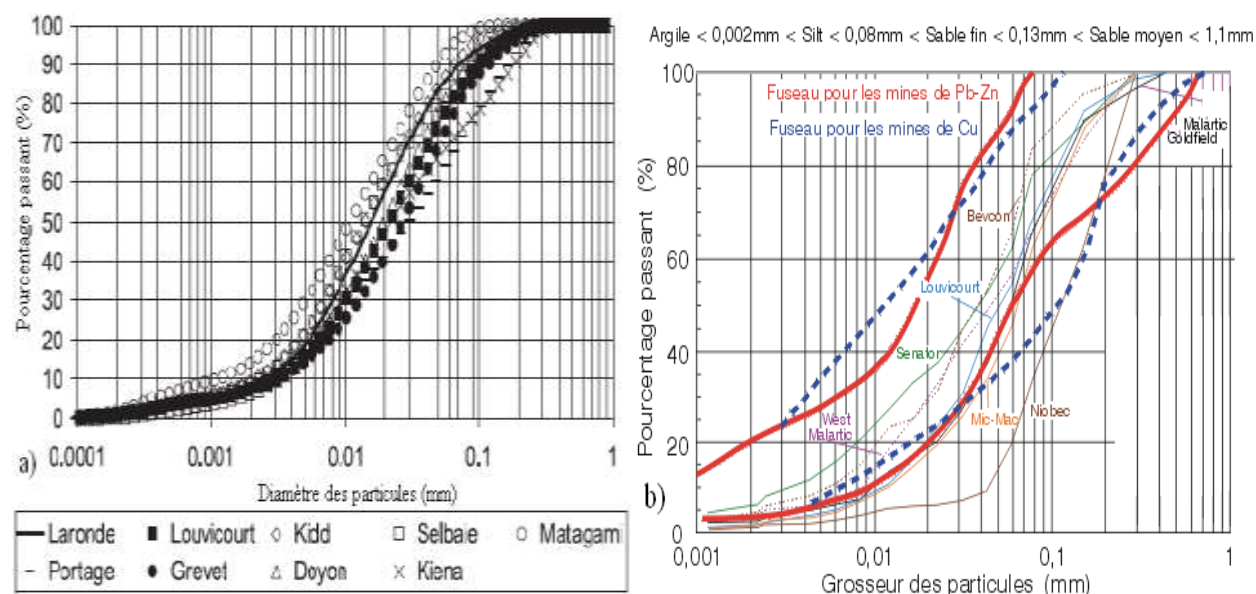 Pourcentage passant (%)
100
90
80
70
60
50
40
30
20
10
0
a)
0.0001
0.001
0.01
0.1
1
Diamètre des particules (mm)
Laronde
Louvicourt
Kidd
Selbaie
Matagami
Portage
Grevet
Doyon
Kiena
Argile < 0,002mm < Silt < 0,08mm < Sable fin < 0,13mm < Sable moyen < 1,1mm
Pourcentage passant (%)
100
80
60
40
20
0
Fuseau pour les mines de Pb-Zn
Fuseau pour les mines de Cu
Malartic
Goldfield
Bevcon
Louvicourt
Senator
West
Malartic
Mic-Mac
Niobec
b)
0,001
0,01
0,1
1
Grosseur des particules (mm)